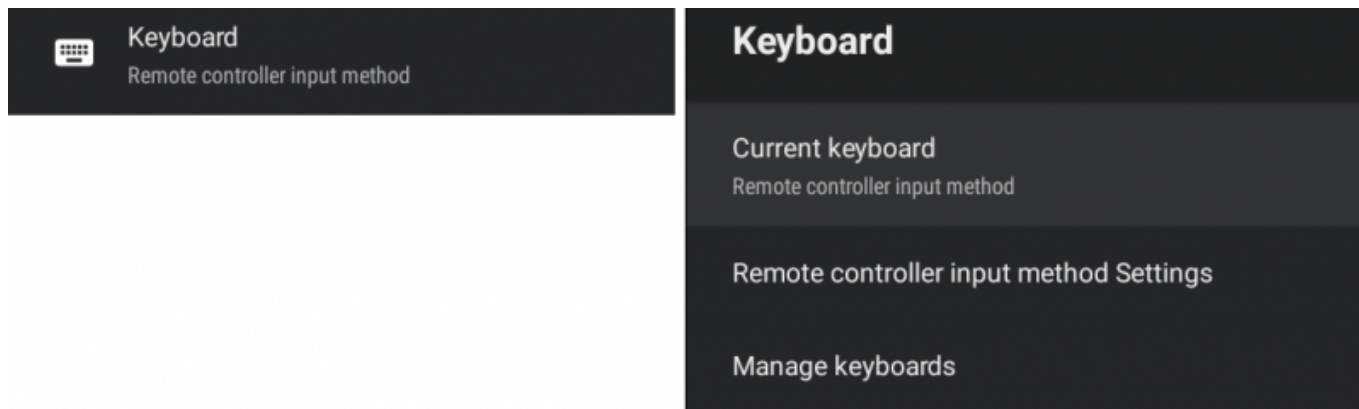 Keyboard
Remote controller input method
Keyboard
Current keyboard
Remote controller input method
Remote controller input method Settings
Manage keyboards